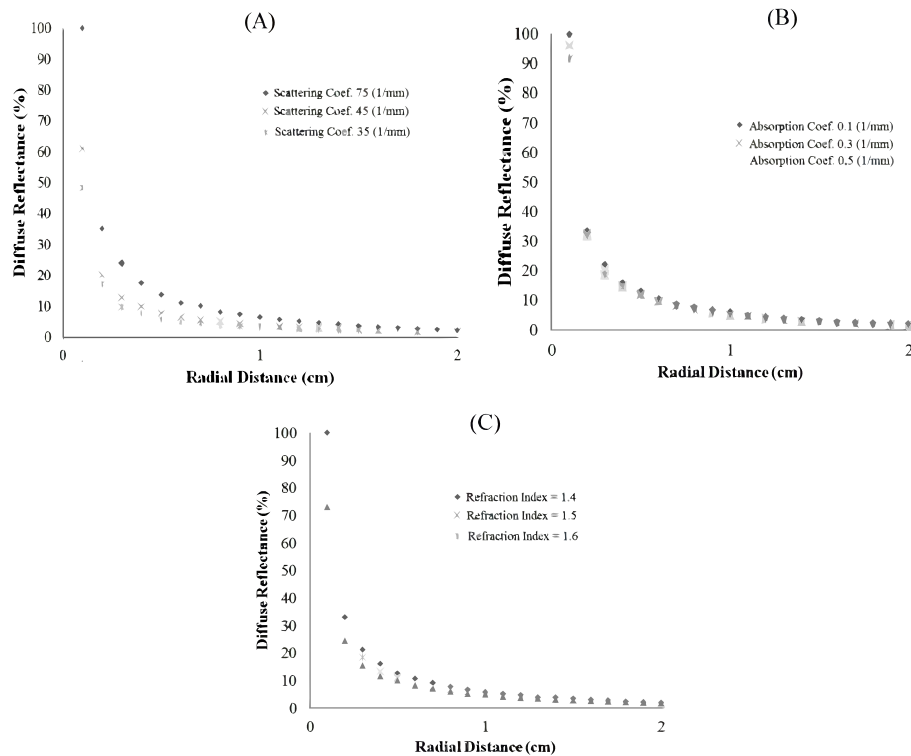 (A)
Diffuse Reflectance (%)
100
90
80
70
60
50
40
30
20
10
0
Scattering Coef. 75 (1/mm)
Scattering Coef. 45 (1/mm)
Scattering Coef. 35 (1/mm)
0
1
2
Radial Distance (cm)
(B)
Diffuse Reflectance (%)
100
90
80
70
60
50
40
30
20
10
0
Absorption Coef. 0.1 (1/mm)
Absorption Coef. 0.3 (1/mm)
Absorption Coef. 0.5 (1/mm)
0
1
2
Radial Distance (cm)
(C)
Diffuse Reflectance (%)
100
90
80
70
60
50
40
30
20
10
0
Refraction Index = 1.4
Refraction Index = 1.5
Refraction Index = 1.6
0
1
2
Radial Distance (cm)